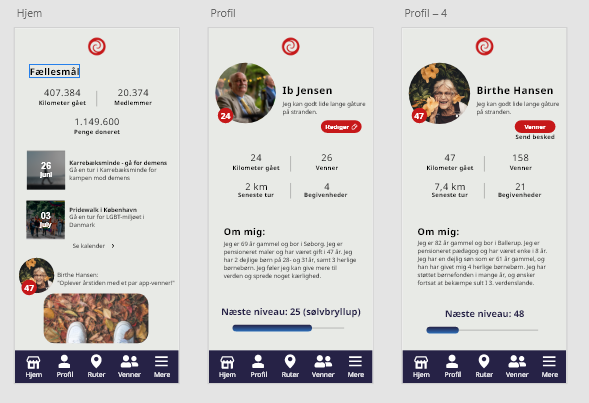 Hjem
Fællesmål
407.384
20.374
Kilometer gået
Medlemmer
1.149.600
Penge doneret
26
Juni
Karrebæksminde - gå for demens
Gå en tur i Karrebæksminde for
kampen mod demens
03
July
Pridewalk i København
Gå en tur for LGBT-miljøet i
Danmark
Se kalender >
47
Birthe Hansen:
"Oplever årstiden med et par app-venner!"
Hjem
Profil
Ruter
Venner
Mere
Profil
24
Ib Jensen
Jeg kan godt lide lange gåture
på stranden.
Rediger
24
26
Kilometer gået
Venner
2 km
4
Seneste tur
Begivenheder
Om mig:
Jeg er 69 år gammel og bor i Søborg. Jeg er
pensioneret maler og har været gift i 47 år. Jeg
har 2 dejlige børn på 28- og 31år, samt 3 herlige
børnebørn. Jeg føler jeg kan give mere til
verden og sprede noget kærlighed.
Næste niveau: 25 (sølvbryllup)
Hjem
Profil
Ruter
Venner
Mere
Profil – 4
47
Birthe Hansen
Jeg kan godt lide lange gåture
på stranden.
Venner
Send besked
47
158
Kilometer gået
Venner
7,4 km
21
Seneste tur
Begivenheder
Om mig:
Jeg er 82 år gammel og bor i Ballerup. Jeg er
pensioneret pædagog og har været enke i 8 år.
Jeg har en dejlig søn som er 61 år gammel, og
han har givet mig 4 herlige børnebørn. Jeg har
støttet børnefonden i mange år, og ønsker
fortsat at bekæmpe sult i 3. verdenslande.
Næste niveau: 48
Hjem
Profil
Ruter
Venner
Mere